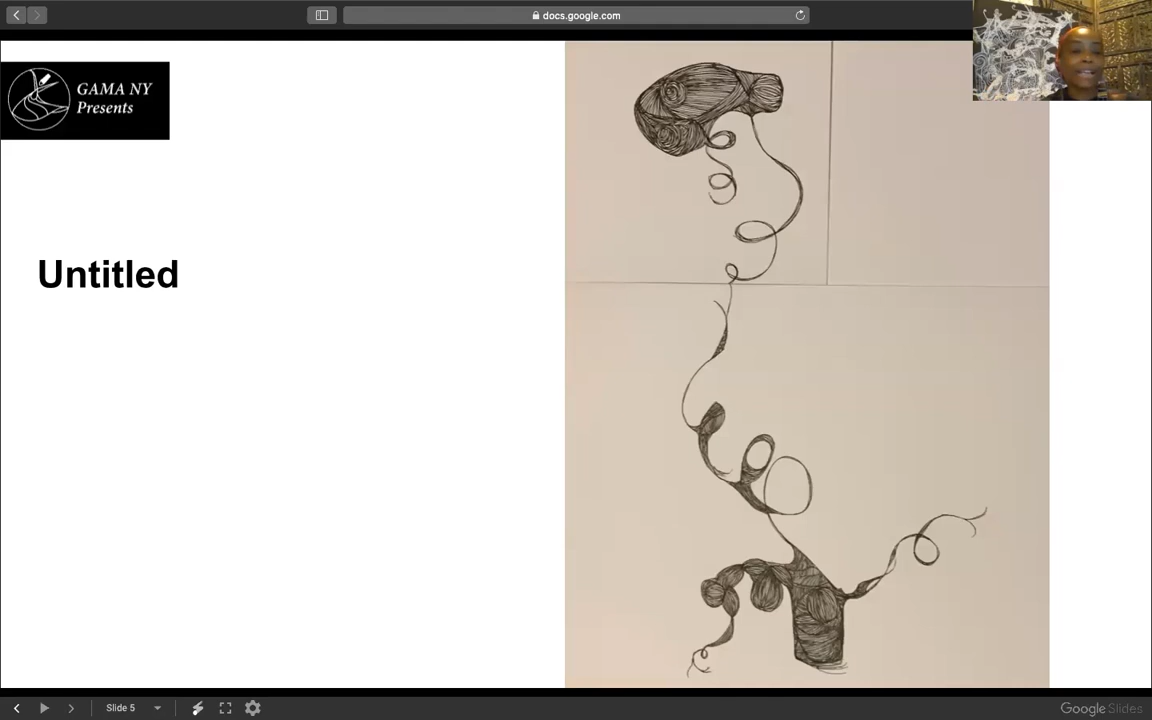 docs.google.com
GAMA NY
Presents
Untitled
Slide 5
Google Slides